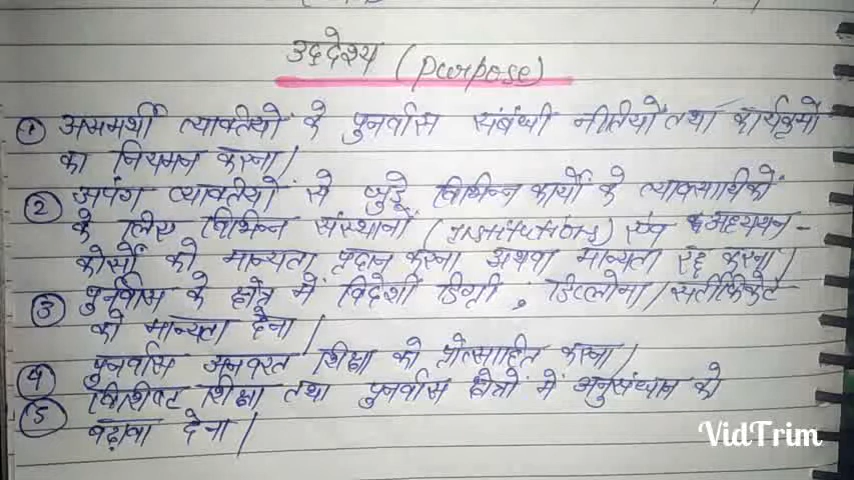 उद्देश्य (Purpose)
① असमर्थी व्यक्तियों के पुनर्वास संबंधी नीतियों तथा कार्यक्रमों
का नियमन करना।
② अपंग व्यक्तियों से जुड़े विभिन्न कार्यों के व्यावसायिकों
के लिए विभिन्न संस्थानों (Institutions) एवं अध्ययन-
कोर्सों को मान्यता प्रदान करना अथवा मान्यता रद्द करना।
③ पुनर्वास के क्षेत्र में विदेशी डिग्री, डिप्लोमा/सर्टीफिकेट
को मान्यता देना।
④ पुनर्वास अनवरत शिक्षा को प्रोत्साहित करना।
⑤ विशिष्ट शिक्षा तथा पुनर्वास क्षेत्रों में अनुसंधान को
बढ़ावा देना।
VidTrim